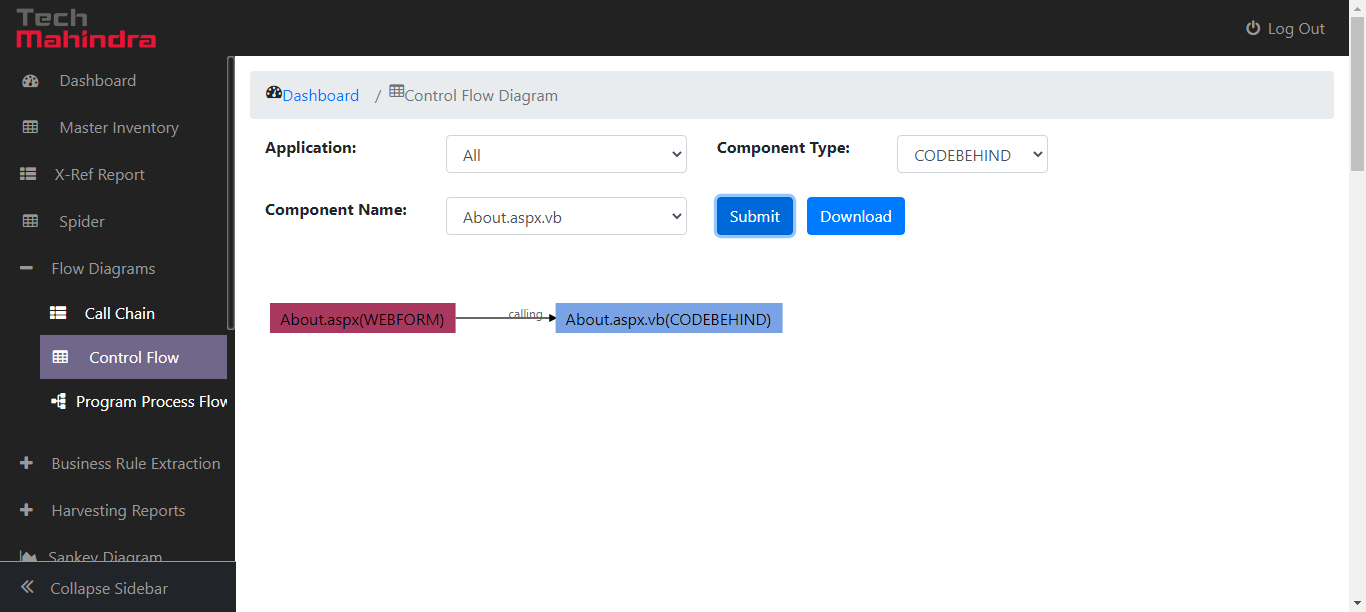 Tech
Mahindra
Log Out
Dashboard
Master Inventory
X-Ref Report
Spider
Flow Diagrams
Call Chain
Control Flow
Program Process Flow
Business Rule Extraction
Harvesting Reports
Sankey Diagram
Collapse Sidebar
Dashboard / Control Flow Diagram
Application: All Component Type: CODEBEHIND
Component Name: About.aspx.vb Submit Download
About.aspx(WEBFORM) calling About.aspx.vb(CODEBEHIND)